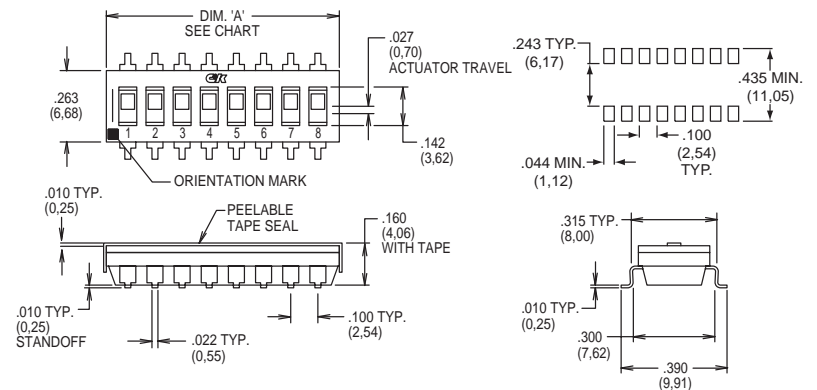 DIM. 'A'
SEE CHART
.027
(0,70)
ACTUATOR TRAVEL
C&K
.263
(6,68)
1 2 3 4 5 6 7 8
.142
(3,62)
ORIENTATION MARK
.243 TYP.
(6,17)
.435 MIN.
(11,05)
.100
(2,54)
TYP.
.044 MIN.
(1,12)
.010 TYP.
(0,25)
PEELABLE
TAPE SEAL
.160
(4,06)
WITH TAPE
.010 TYP.
(0,25)
STANDOFF
.022 TYP.
(0,55)
.100 TYP.
(2,54)
.315 TYP.
(8,00)
.010 TYP.
(0,25)
.300
(7,62)
.390
(9,91)